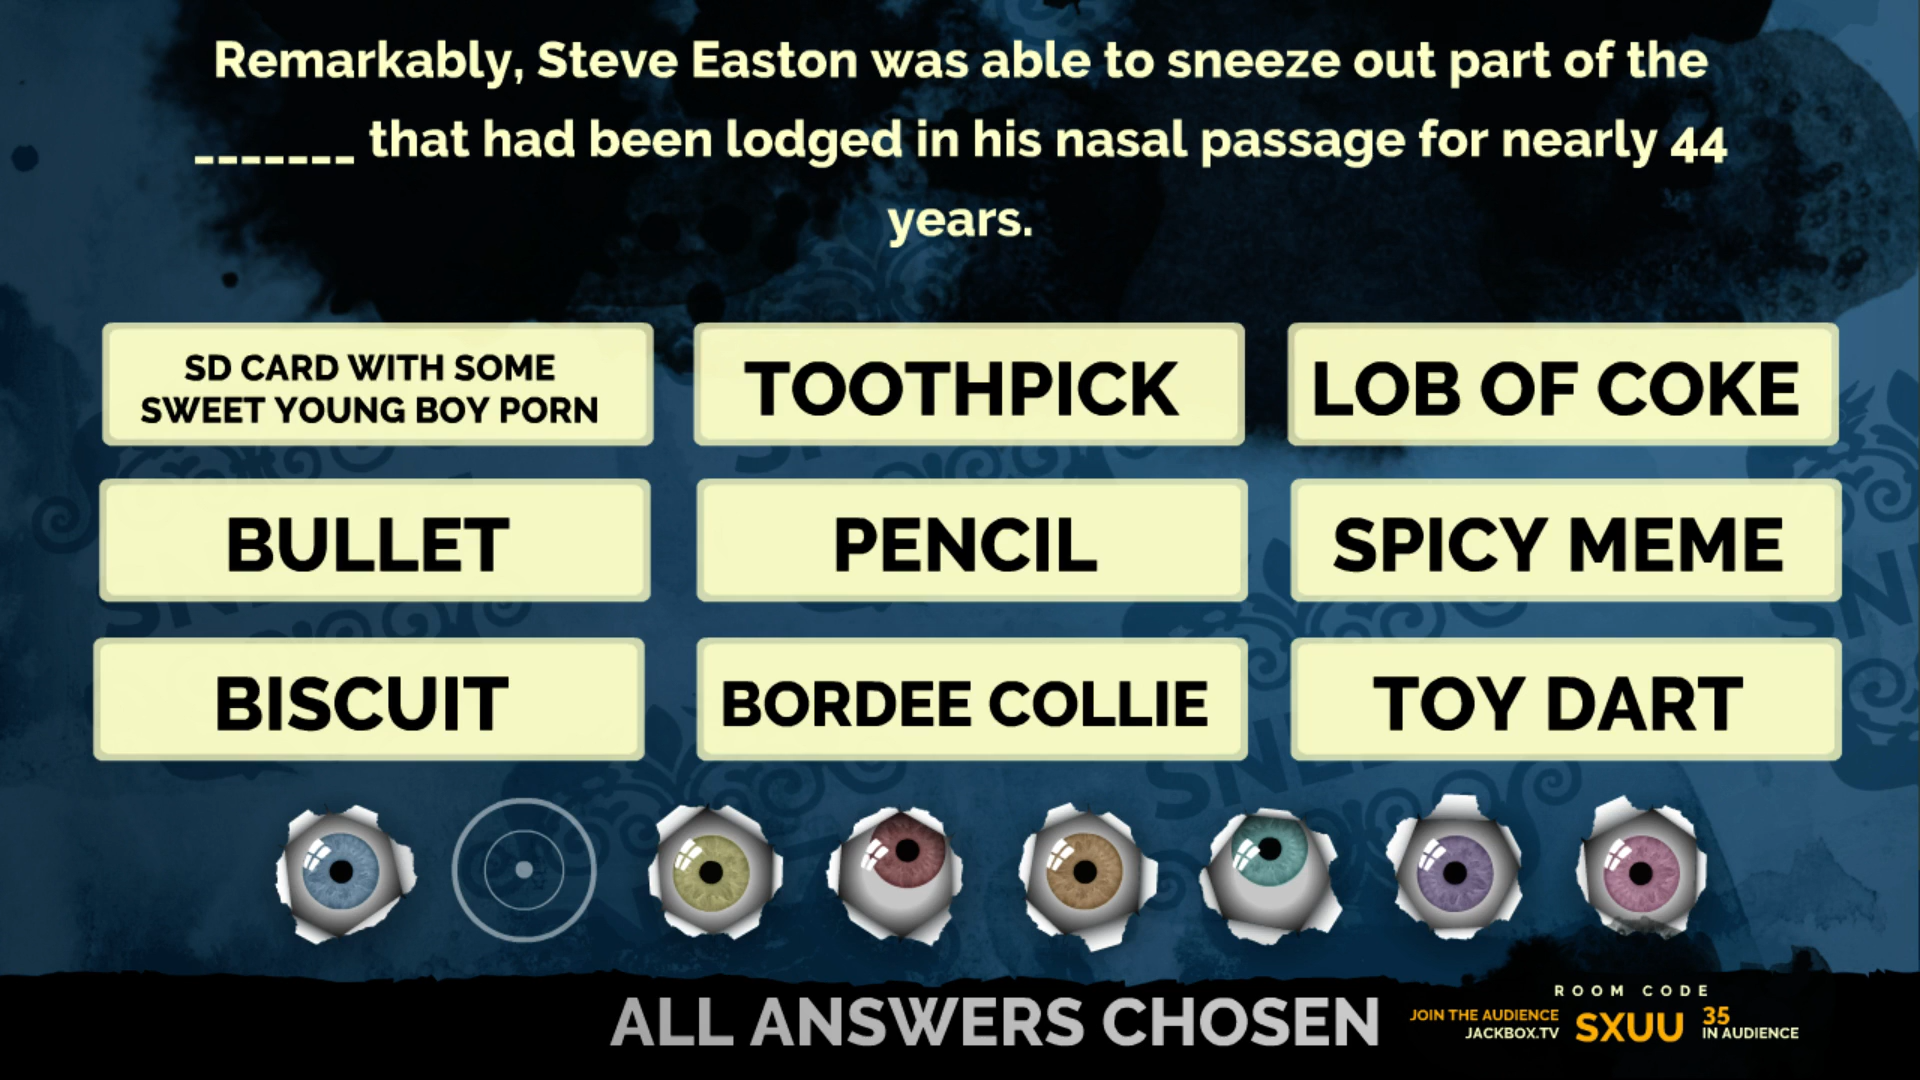 Remarkably, Steve Easton was able to sneeze out part of the
_______ that had been lodged in his nasal passage for nearly 44
years.
SD CARD WITH SOME
SWEET YOUNG BOY PORN
TOOTHPICK
LOB OF COKE
BULLET
PENCIL
SPICY MEME
BISCUIT
BORDEE COLLIE
TOY DART
ALL ANSWERS CHOSEN
ROOM CODE
JOIN THE AUDIENCE
JACKBOX.TV
SXUU
35
IN AUDIENCE